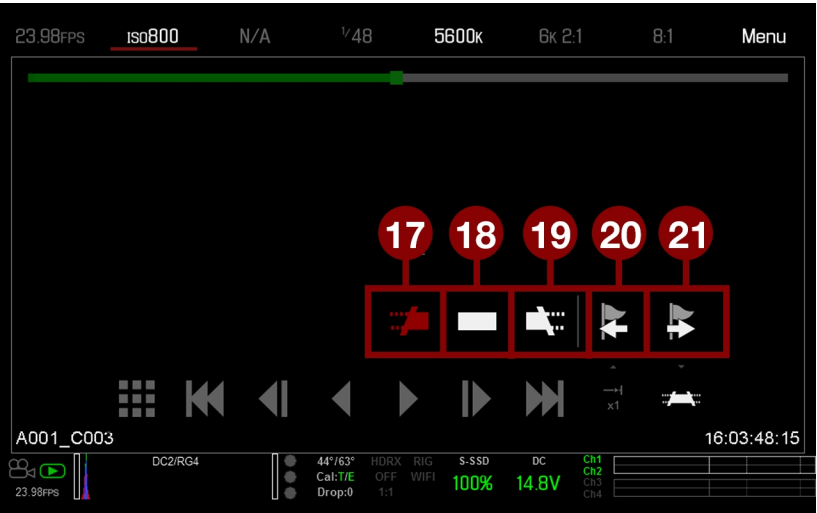 23.98FPS ISO800 N/A 1/48 5600K 6K 2:1 8:1 Menu
17 18 19 20 21
x1
A001_C003 16:03:48:15
DC2/RG4 44°/63° HDRX RIG S-SSD DC Ch1
Cal:T/E OFF WIFI 100% 14.8V Ch2
23.98FPS Drop:0 1:1 Ch3
Ch4